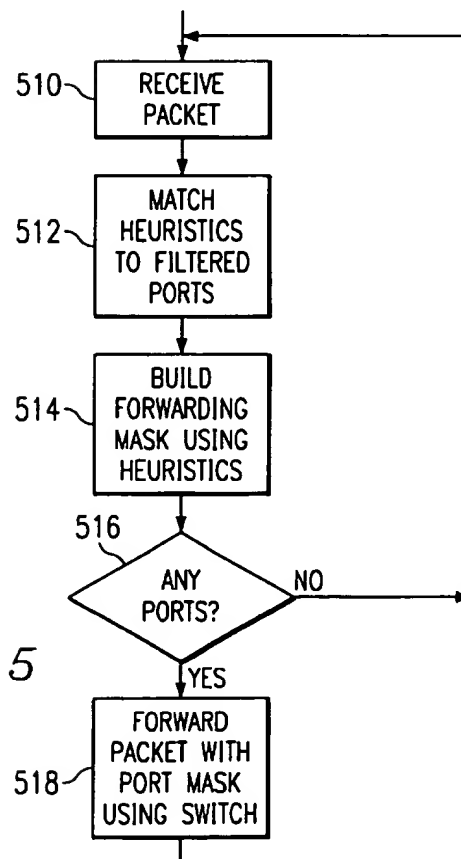 510
RECEIVE
PACKET
512
MATCH
HEURISTICS
TO FILTERED
PORTS
514
BUILD
FORWARDING
MASK USING
HEURISTICS
516
ANY
PORTS?
NO
5
YES
518
FORWARD
PACKET WITH
PORT MASK
USING SWITCH